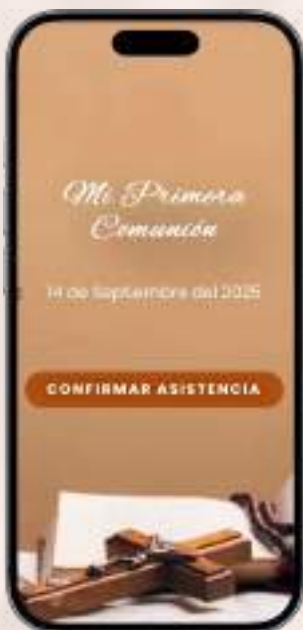 Mi Primera
Comunión
14 de Septiembre del 2025
CONFIRMAR ASISTENCIA